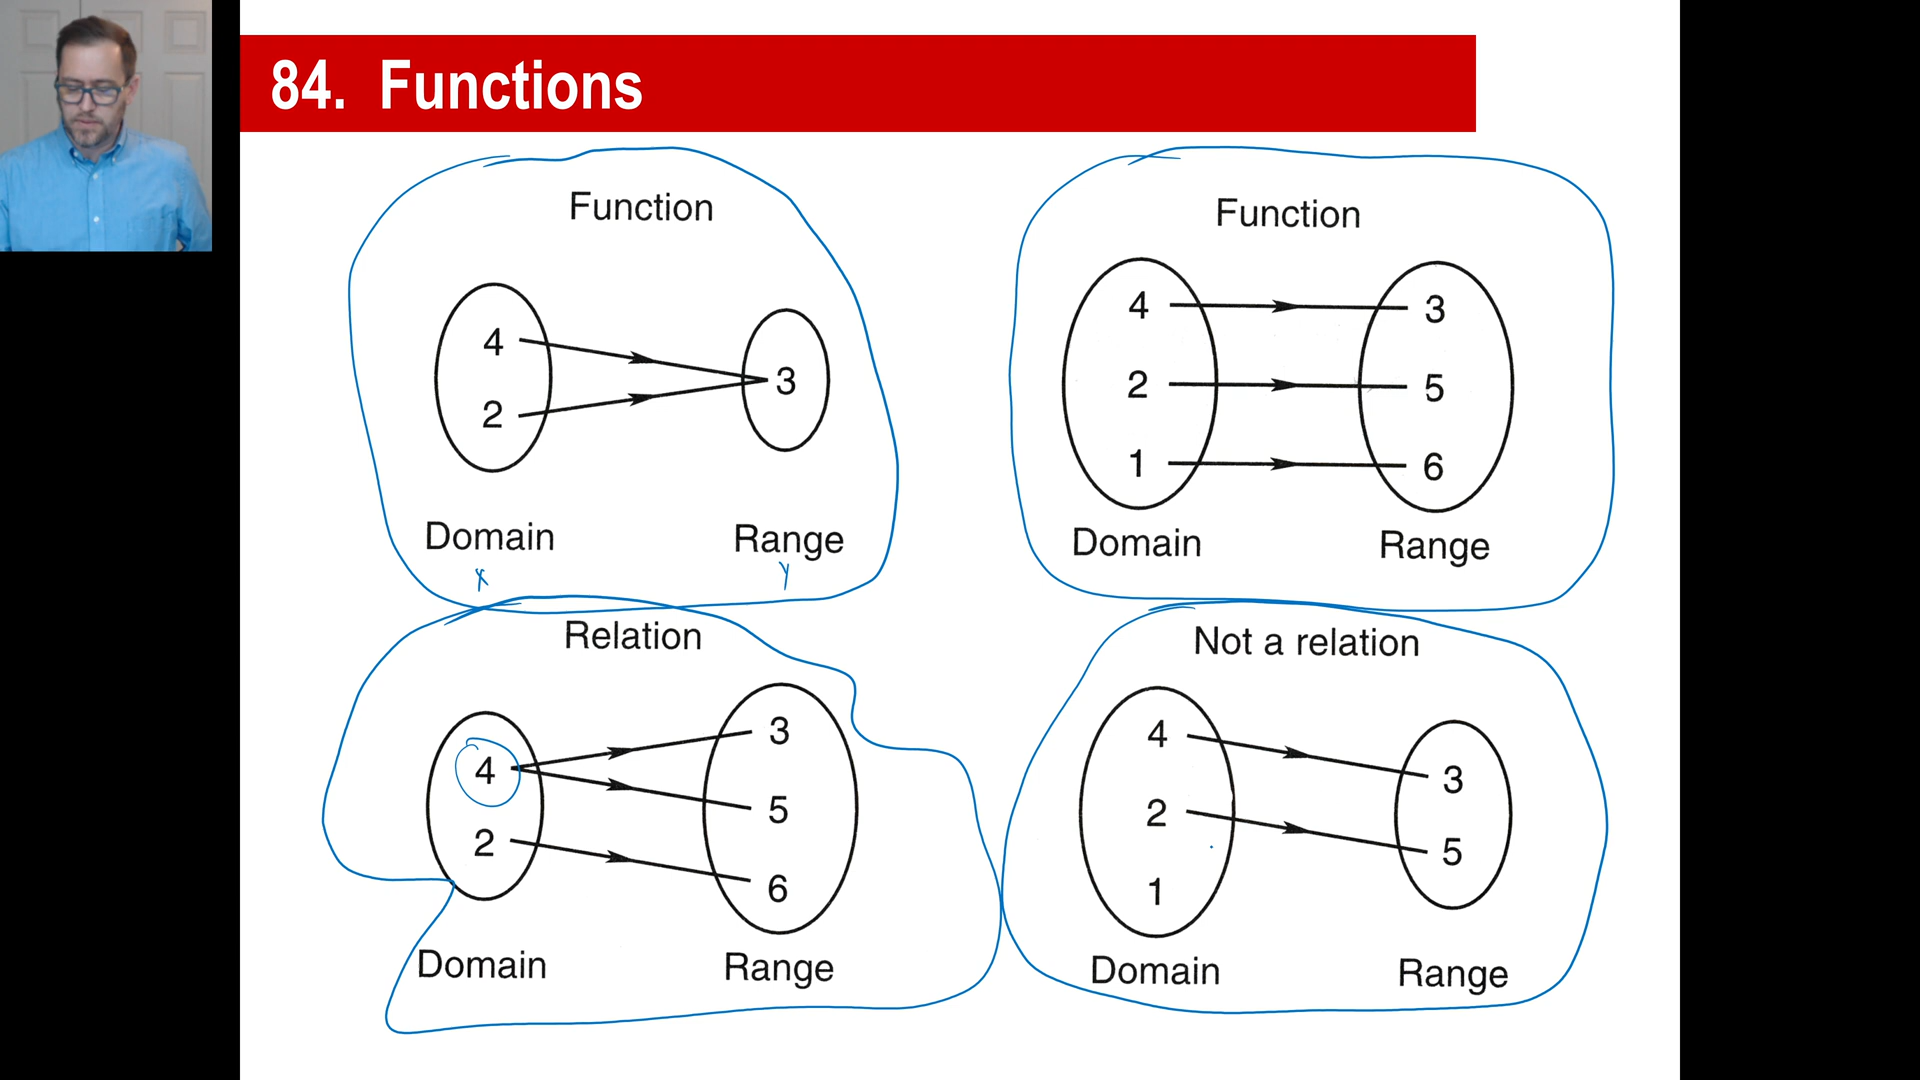 84. Functions
Function
4
2
3
Domain
Range
x
y
Function
4
2
1
3
5
6
Domain
Range
Relation
4
2
3
5
6
Domain
Range
Not a relation
4
2
1
3
5
Domain
Range